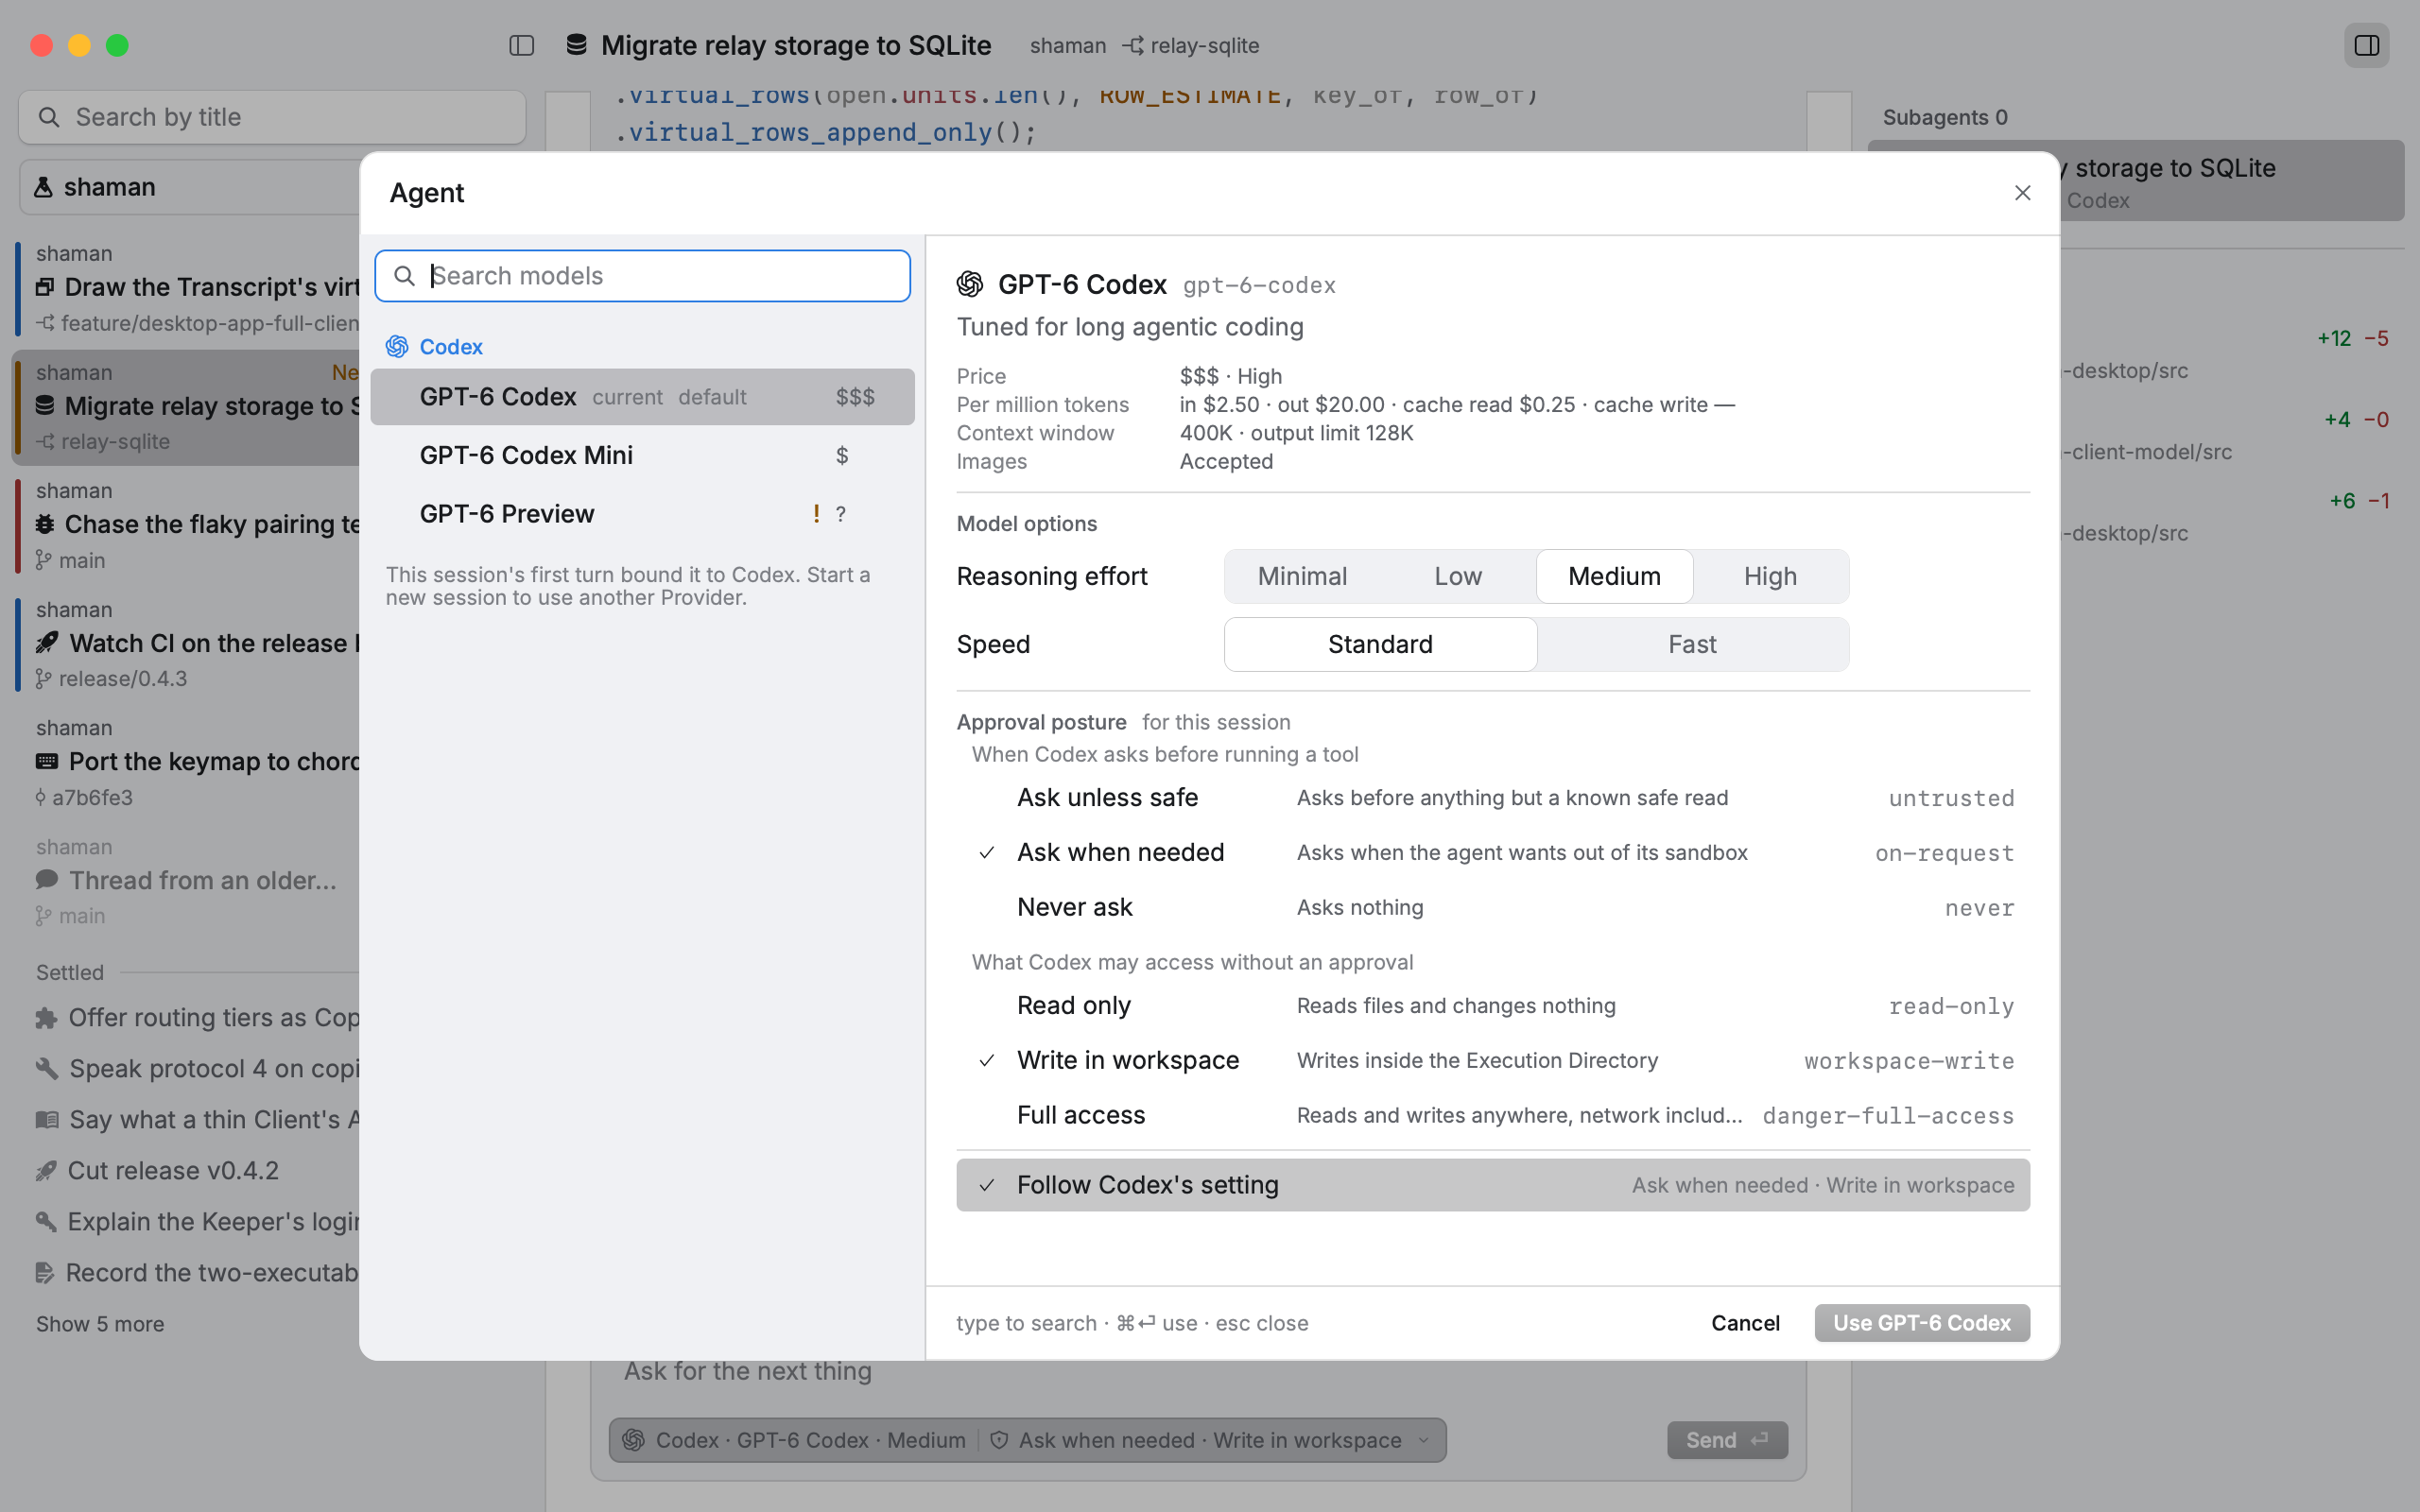 Migrate relay storage to SQLite shaman relay-sqlite
Search by title
shaman
shaman
Draw the Transcript's virt
feature/desktop-app-full-clien
shaman Ne
Migrate relay storage to S
relay-sqlite
shaman
Chase the flaky pairing te
main
shaman
Watch CI on the release
release/0.4.3
shaman
Port the keymap to chord
a7b6fe3
shaman
Thread from an older...
main
Settled
Offer routing tiers as Cop
Speak protocol 4 on copi
Say what a thin Client's A
Cut release v0.4.2
Explain the Keeper's login
Record the two-executab
Show 5 more
.virtual_rows(open.units.len(), ROW_ESTIMATE, key_of, row_of)
.virtual_rows_append_only();
Agent
Search models
Codex
GPT-6 Codex current default $$$
GPT-6 Codex Mini $
GPT-6 Preview ! ?
This session's first turn bound it to Codex. Start a
new session to use another Provider.
GPT-6 Codex gpt-6-codex
Tuned for long agentic coding
Price $$$ · High
Per million tokens in $2.50 · out $20.00 · cache read $0.25 · cache write —
Context window 400K · output limit 128K
Images Accepted
Model options
Reasoning effort Minimal Low Medium High
Speed Standard Fast
Approval posture for this session
When Codex asks before running a tool
Ask unless safe Asks before anything but a known safe read untrusted
Ask when needed Asks when the agent wants out of its sandbox on-request
Never ask Asks nothing never
What Codex may access without an approval
Read only Reads files and changes nothing read-only
Write in workspace Writes inside the Execution Directory workspace-write
Full access Reads and writes anywhere, network includ... danger-full-access
Follow Codex's setting Ask when needed · Write in workspace
type to search · ⌘⏎ use · esc close
Cancel Use GPT-6 Codex
Ask for the next thing
Codex · GPT-6 Codex · Medium Ask when needed · Write in workspace
Send ⏎
Subagents 0
y storage to SQLite
Codex
+12 −5
-desktop/src
+4 −0
-client-model/src
+6 −1
-desktop/src